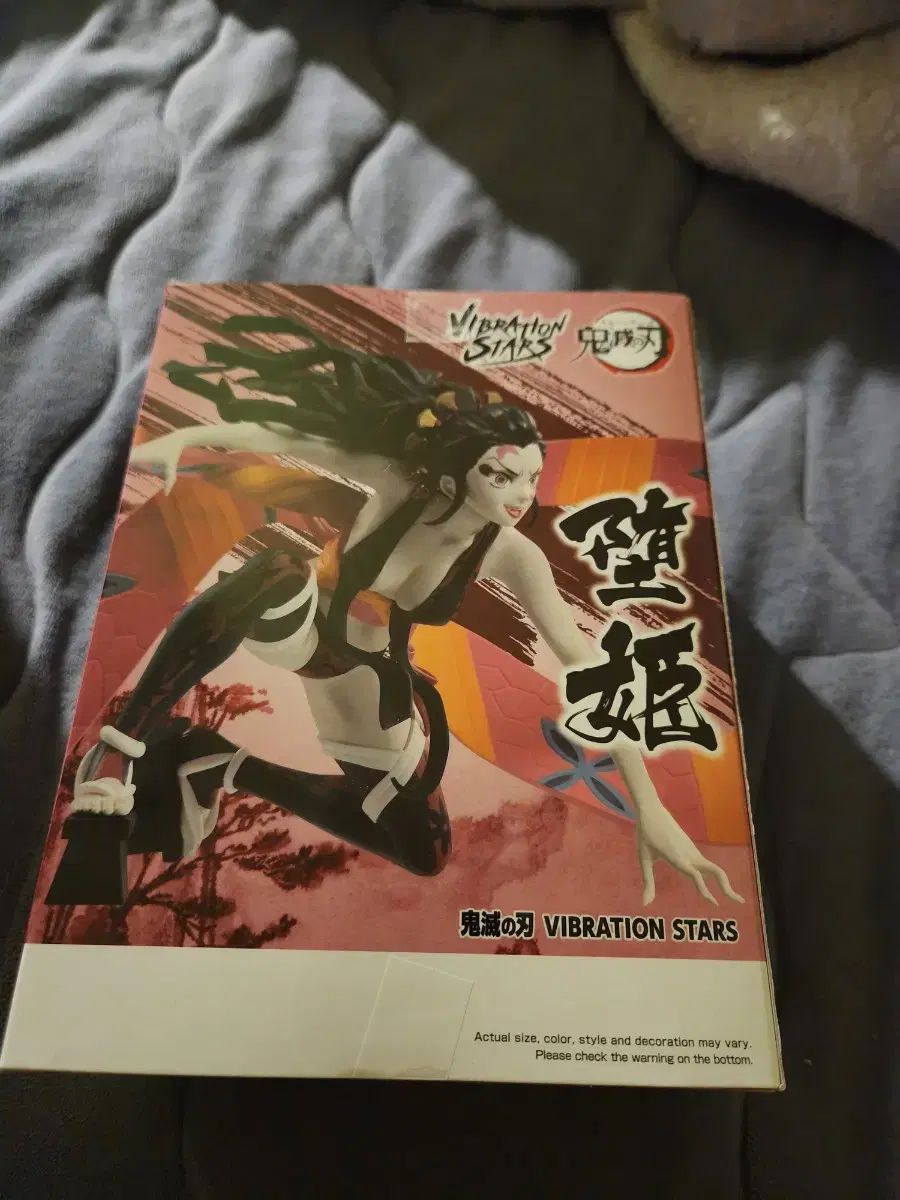 VIBRATION
STARS
鬼滅の刃
堕姫
鬼滅の刃 VIBRATION STARS
Actual size, color, style and decoration may vary.
Please check the warning on the bottom.